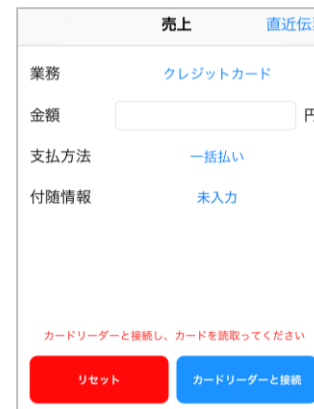 売上 直近伝
業務 クレジットカード
金額 円
支払方法 一括払い
付随情報 未入力
カードリーダーと接続し、カードを読取ってください
リセット カードリーダーと接続